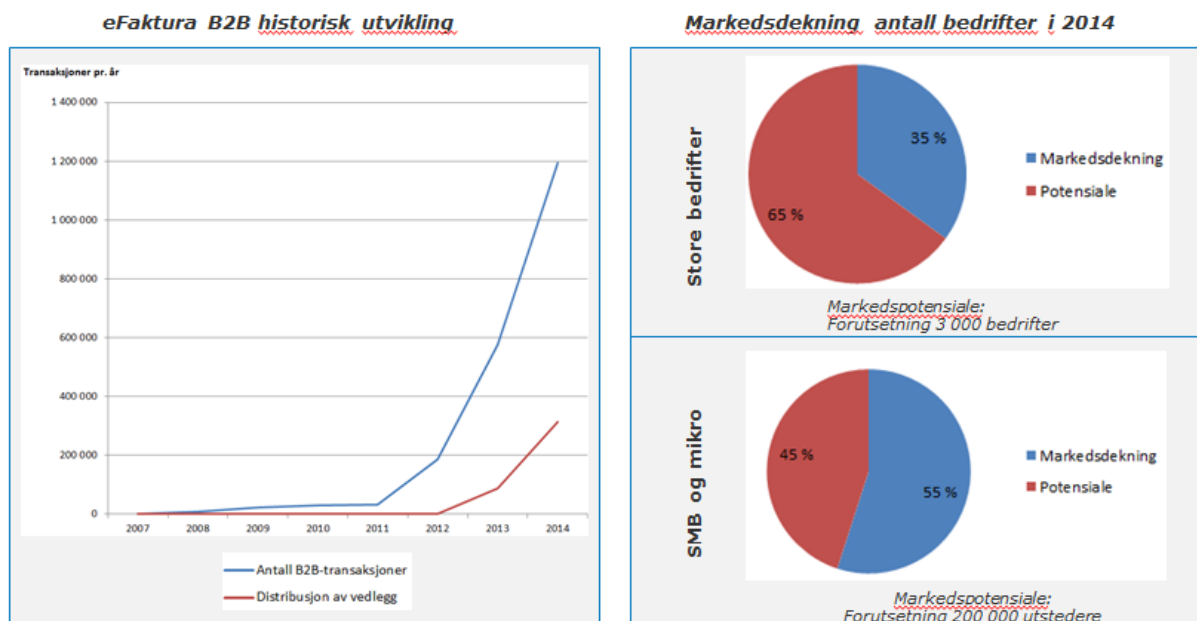 eFaktura B2B historisk utvikling
Transaksjoner pr. år
1 400 000
1 200 000
1 000 000
800 000
600 000
400 000
200 000
0
2007 2008 2009 2010 2011 2012 2013 2014
Antall B2B-transaksjoner
Distribusjon av vedlegg
Markedsdekning antall bedrifter i 2014
Store bedrifter
35 %
65 %
Markedsdekning
Potensiale
Markedspotensiale:
Forutsetning 3 000 bedrifter
SMB og mikro
45 %
55 %
Markedsdekning
Potensiale
Markedspotensiale:
Forutsetning 200 000 utstedere